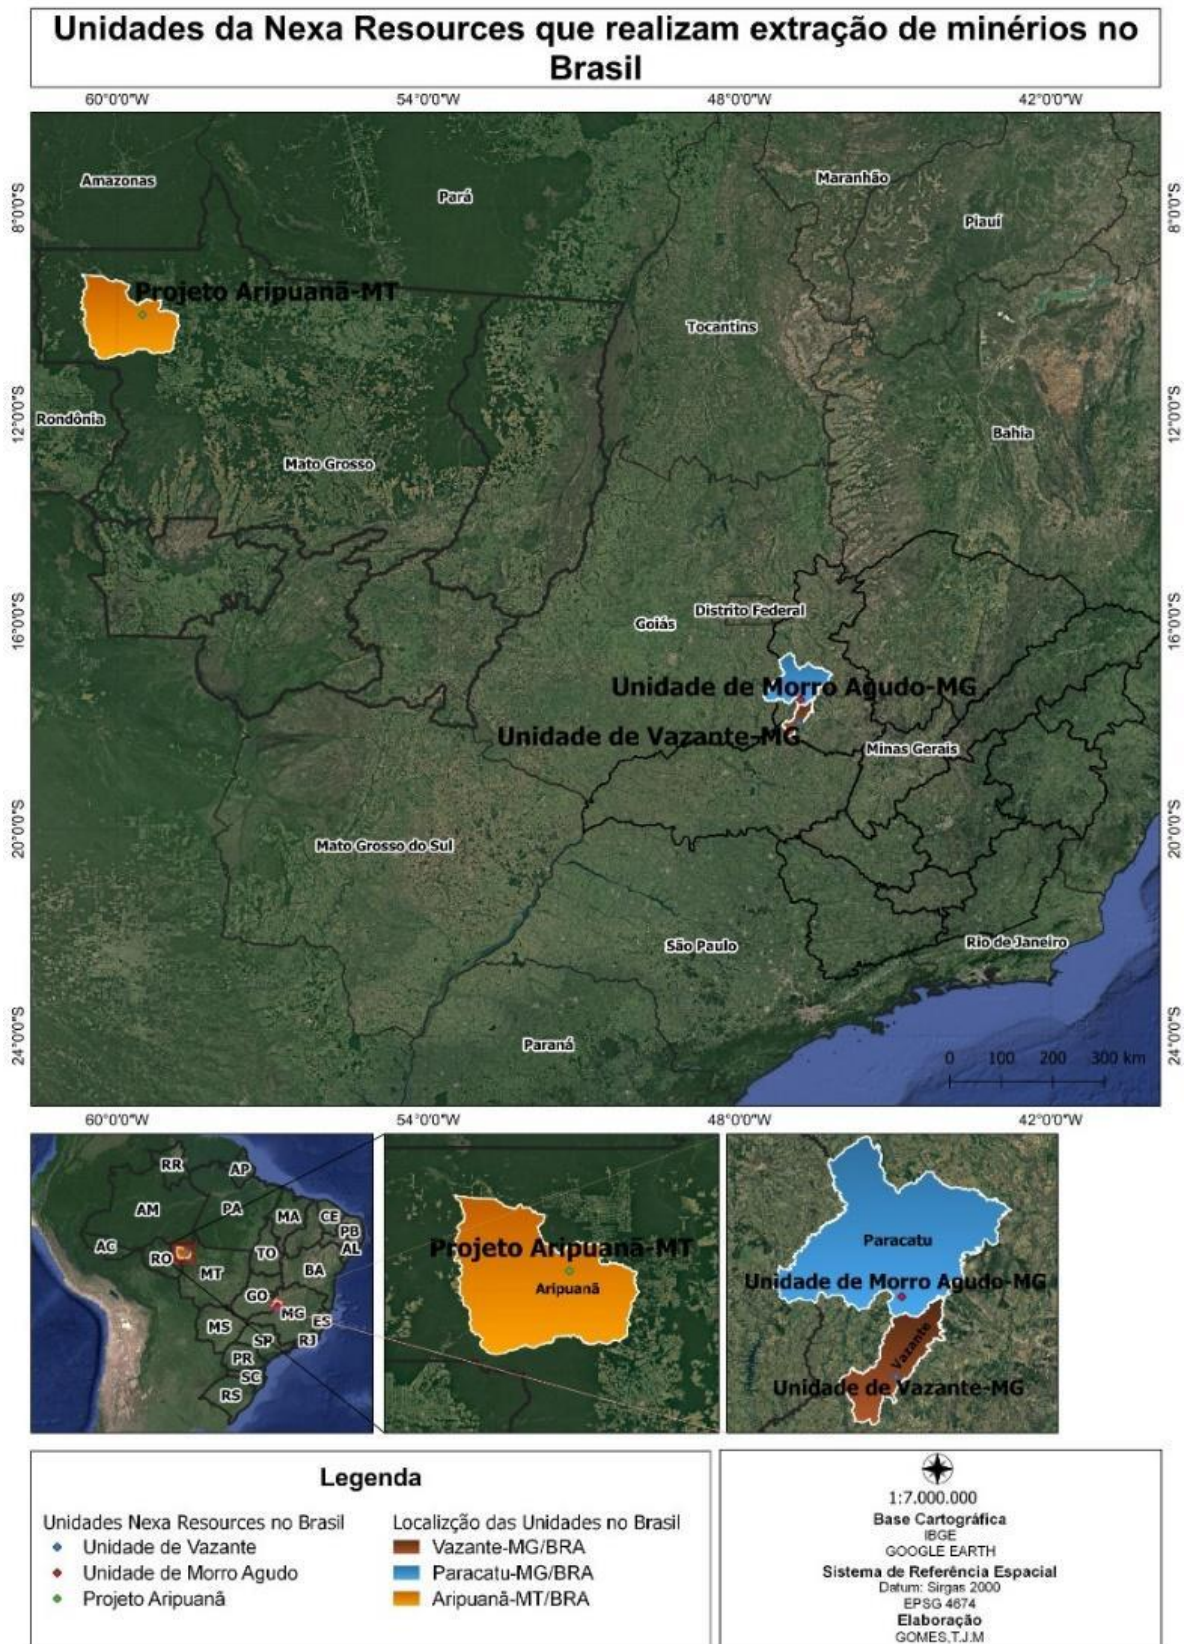 Unidades da Nexa Resources que realizam extração de minérios no
Brasil
60°0'0"W 54°0'0"W 48°0'0"W 42°0'0"W
8°0'0"S
12°0'0"S
16°0'0"S
20°0'0"S
24°0'0"S
8°0'0"S
12°0'0"S
16°0'0"S
20°0'0"S
24°0'0"S
Amazonas
Pará
Maranhão
Piauí
Projeto Aripuanã-MT
Tocantins
Rondônia
Bahia
Mato Grosso
Distrito Federal
Goiás
Unidade de Morro Agudo-MG
Unidade de Vazante-MG
Minas Gerais
Mato Grosso do Sul
São Paulo
Rio de Janeiro
Paraná
0 100 200 300 km
60°0'0"W 54°0'0"W 48°0'0"W 42°0'0"W
RR
AP
AM
PA
MA
CE
PB
AL
AC
RO
TO
MT
BA
GO
MG
ES
MS
SP
RJ
PR
SC
RS
Projeto Aripuanã-MT
Aripuanã
Paracatu
Unidade de Morro Agudo-MG
Vazante
Unidade de Vazante-MG
Legenda
Unidades Nexa Resources no Brasil
Unidade de Vazante
Unidade de Morro Agudo
Projeto Aripuanã
Localizção das Unidades no Brasil
Vazante-MG/BRA
Paracatu-MG/BRA
Aripuanã-MT/BRA
1:7.000.000
Base Cartográfica
IBGE
GOOGLE EARTH
Sistema de Referência Espacial
Datum: Sirgas 2000
EPSG 4674
Elaboração
GOMES,T.J.M